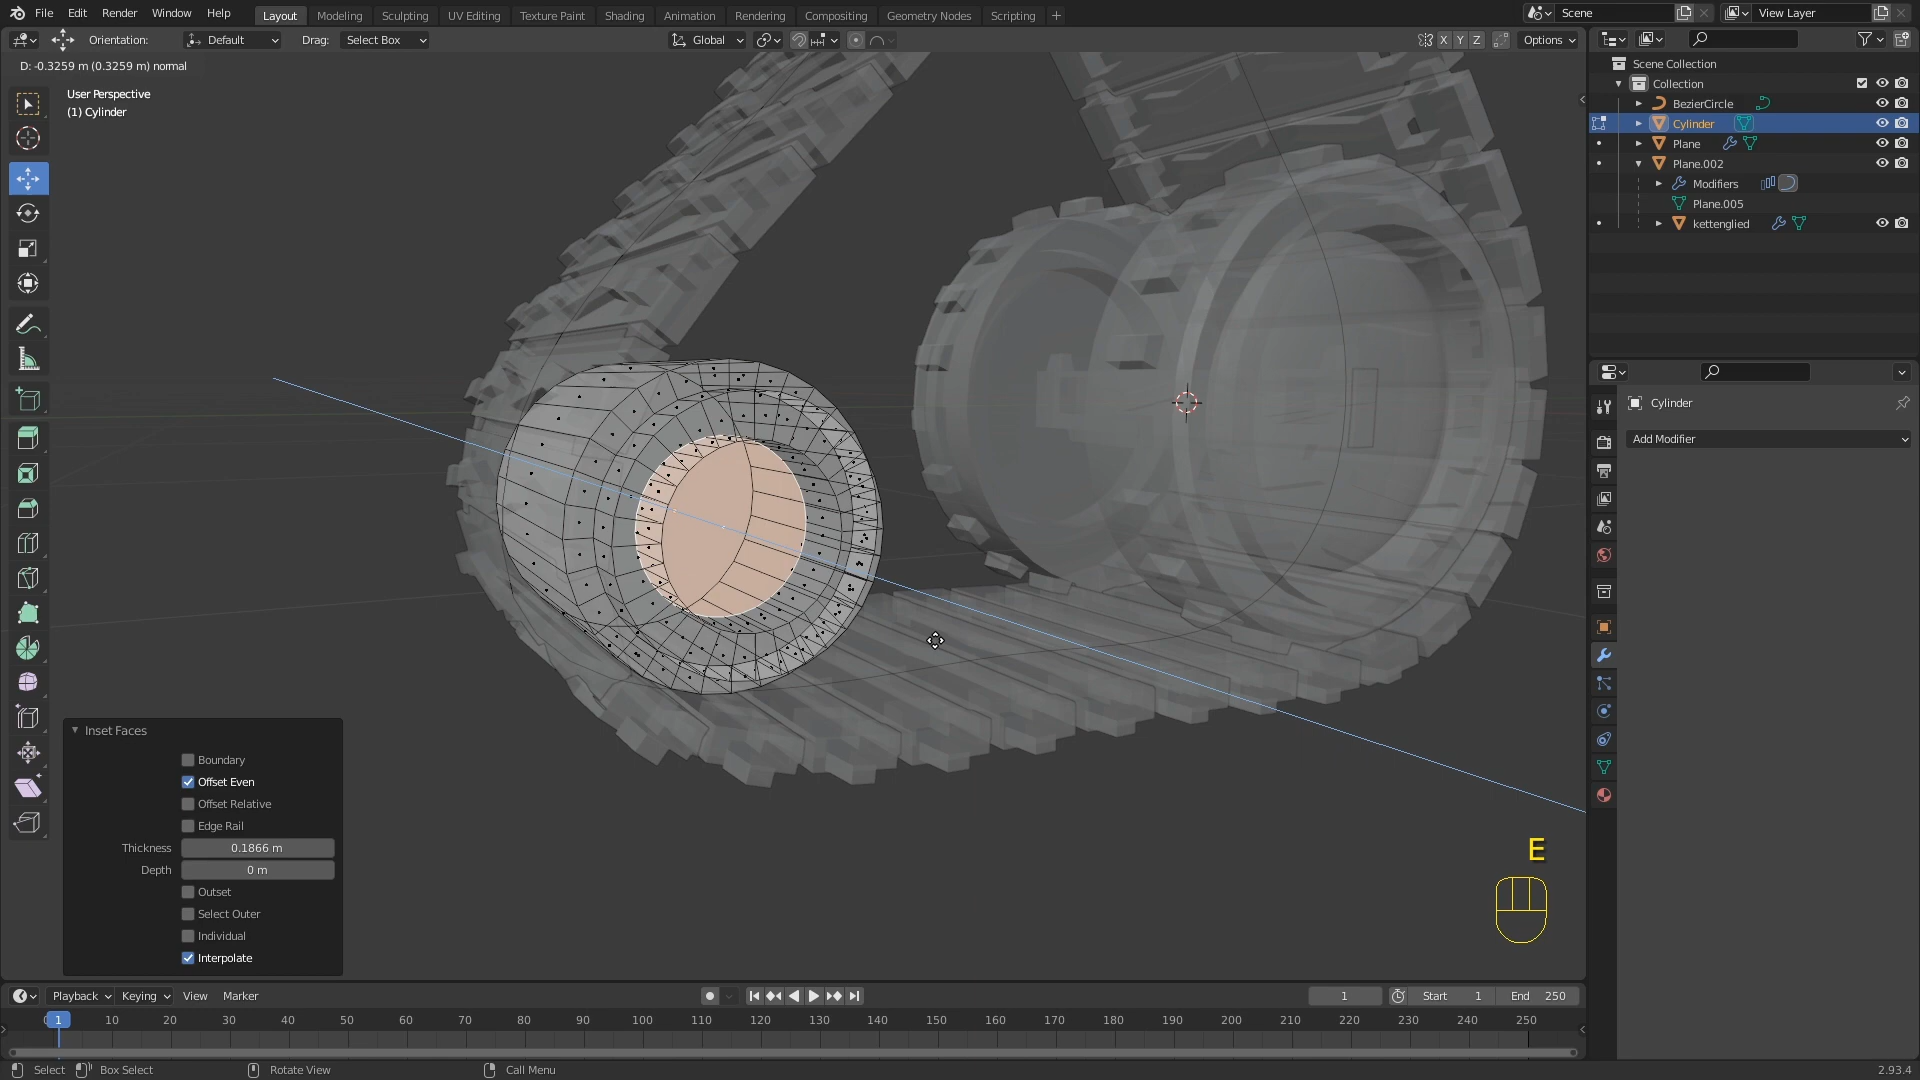 File Edit Render Window Help
Layout Modeling Sculpting UV Editing Texture Paint Shading Animation Rendering Compositing Geometry Nodes Scripting +
Scene
View Layer
Orientation: Default Drag: Select Box
Global
X Y Z
Options
D: -0.3259 m (0.3259 m) normal
User Perspective
(1) Cylinder
Scene Collection
Collection
BezierCircle
Cylinder
Plane
Plane.002
Modifiers
Plane.005
kettenglied
Cylinder
Add Modifier
Inset Faces
Boundary
Offset Even
Offset Relative
Edge Rail
Thickness 0.1866 m
Depth 0 m
Outset
Select Outer
Individual
Interpolate
E
Playback Keying View Marker
1
Start 1
End 250
1 10 20 30 40 50 60 70 80 90 100 110 120 130 140 150 160 170 180 190 200 210 220 230 240 250
Select Box Select Rotate View Call Menu
2.93.4